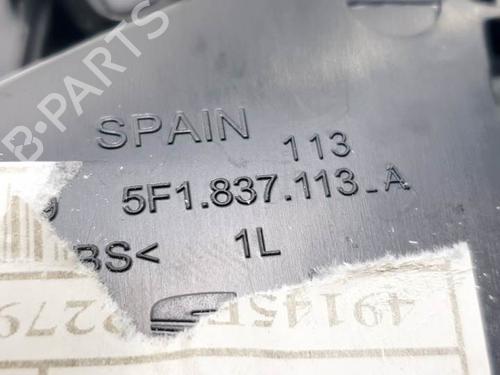 B-PARTS
SPAIN
113
5F1.837.113_A
BS< 1L